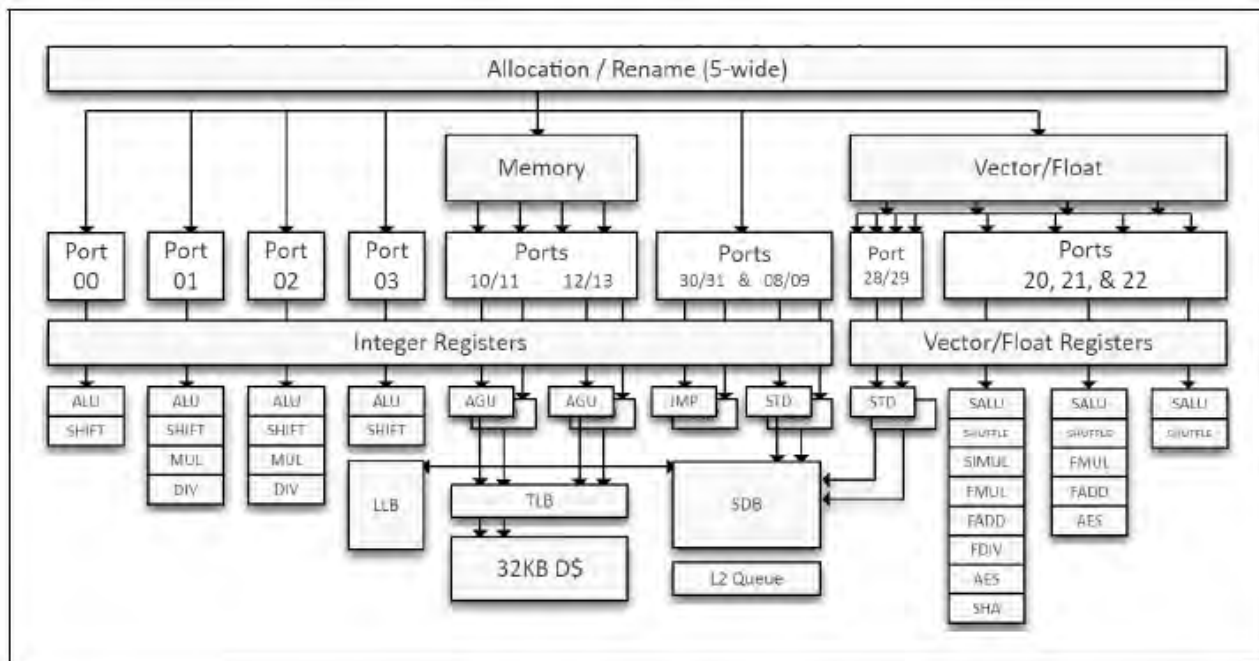 Allocation / Rename (5-wide)
Memory
Vector/Float
Port
00
Port
01
Port
02
Port
03
Ports
10/11 12/13
Ports
30/31 & 08/09
Port
28/29
Ports
20, 21, & 22
Integer Registers
Vector/Float Registers
ALU
SHIFT
ALU
SHIFT
MUL
DIV
ALU
SHIFT
MUL
DIV
ALU
SHIFT
AGU
AGU
JMP
STD
STD
SALU
SHUFFLE
SIMUL
FMUL
FADD
FDIV
AES
SHA
SALU
SHUFFLE
FMUL
FADD
AES
SALU
SHUFFLE
LLB
TLB
SDB
32KB D$
L2 Queue